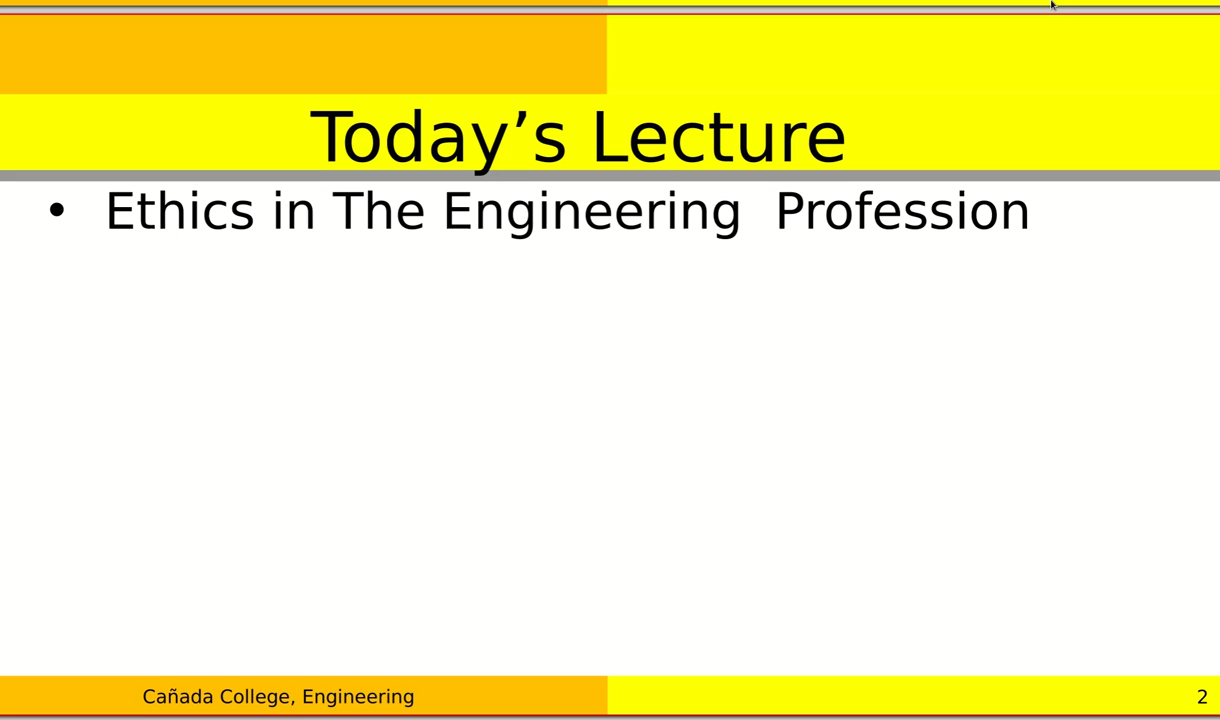 Today’s Lecture
• Ethics in The Engineering  Profession
Cañada College, Engineering
2